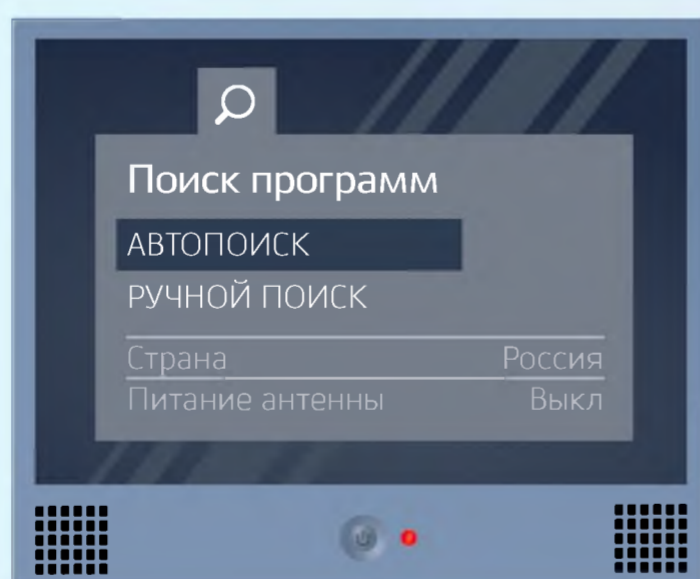 Поиск программ
АВТОПОИСК
РУЧНОЙ ПОИСК
Страна Россия
Питание антенны Выкл